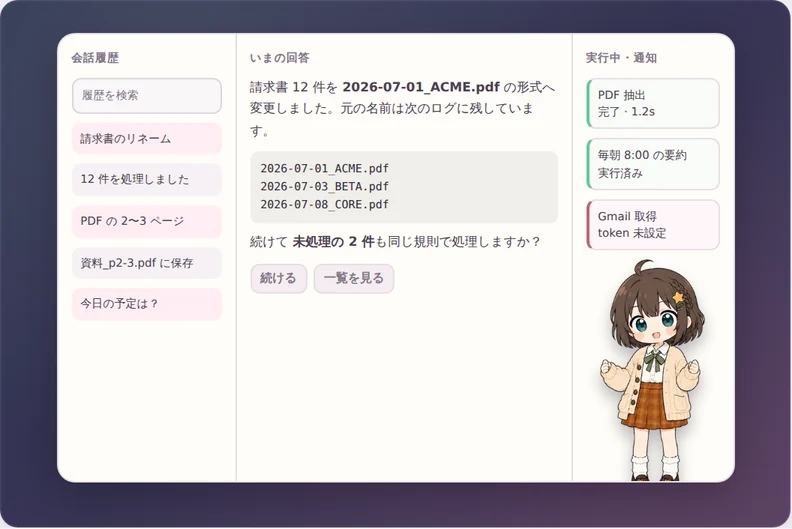 会話履歴
履歴を検索
請求書のリネーム
12 件を処理しました
PDF の 2〜3 ページ
資料_p2-3.pdf に保存
今日の予定は？
いまの回答
請求書 12 件を 2026-07-01_ACME.pdf の形式へ
変更しました。元の名前は次のログに残していま
す。
2026-07-01_ACME.pdf
2026-07-03_BETA.pdf
2026-07-08_CORE.pdf
続けて 未処理の 2 件も同じ規則で処理しますか？
続ける
一覧を見る
実行中・通知
PDF 抽出
完了 · 1.2s
毎朝 8:00 の要約
実行済み
Gmail 取得
token 未設定